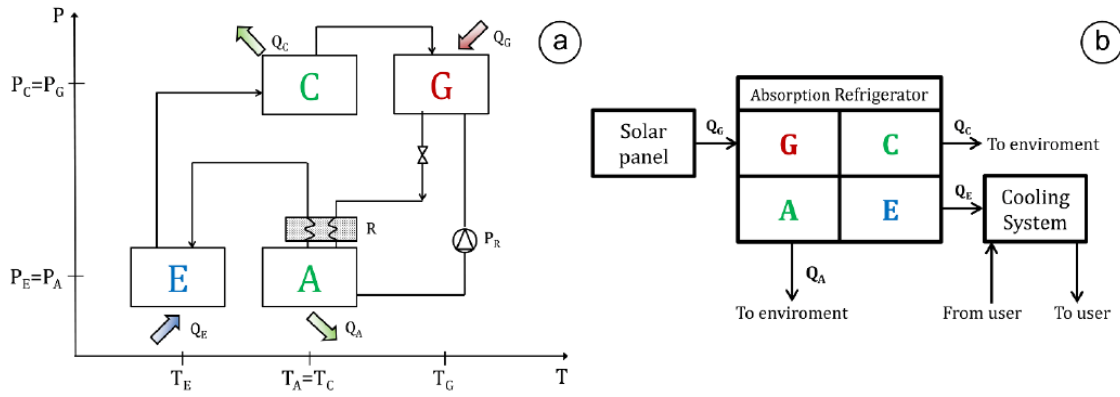 P
a
Q_C
Q_G
P_C=P_G
C
G
R
P_R
P_E=P_A
E
A
Q_E
Q_A
T_E
T_A=T_C
T_G
T
b
Absorption Refrigerator
Solar
panel
Q_G
G
C
Q_C
To enviroment
A
E
Q_E
Cooling
System
Q_A
To enviroment
From user
To user